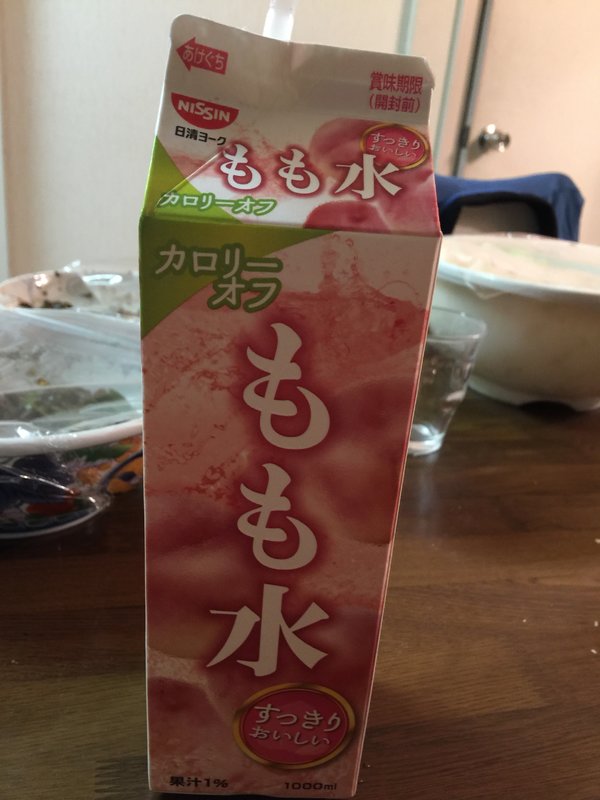 あけぐち
賞味期限
(開封前)
NISSIN
日清ヨーク
すっきり
おいしい
もも水
カロリーオフ
カロリー
オフ
もも水
すっきり
おいしい
果汁1%
1000ml